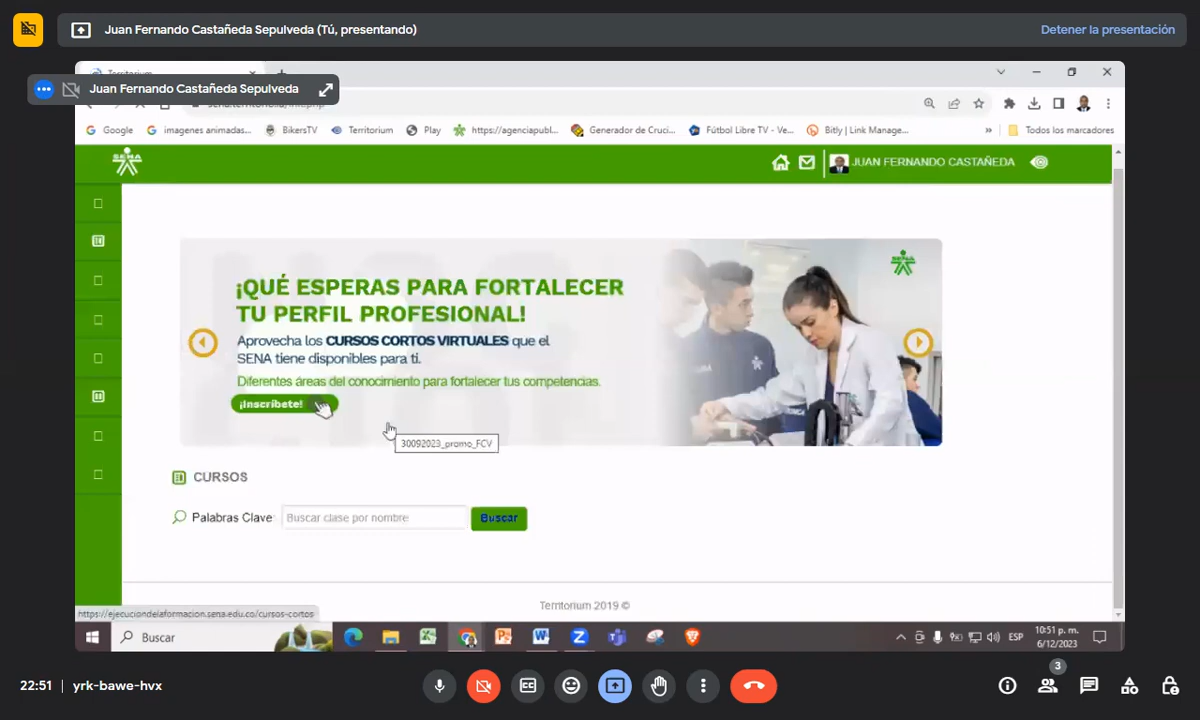 Juan Fernando Castañeda Sepulveda (Tú, presentando)
Detener la presentación
Territorium
Juan Fernando Castañeda Sepulveda
Google
imagenes animadas...
BikersTV
Territorium
Play
https://agenciapubl...
Generador de Cruci...
Fútbol Libre TV - Ve...
Bitly | Link Manage...
»
Todos los marcadores
SENA
JUAN FERNANDO CASTAÑEDA
¡QUÉ ESPERAS PARA FORTALECER
TU PERFIL PROFESIONAL!
Aprovecha los CURSOS CORTOS VIRTUALES que el
SENA tiene disponibles para ti.
Diferentes áreas del conocimiento para fortalecer tus competencias.
¡Inscríbete!
SENA
30092023_promo_FCV
CURSOS
Palabras Clave:
Buscar clase por nombre
Buscar
Territorium 2019 ©
https://ejecuciondelaformacion.sena.edu.co/cursos-cortos
Buscar
ESP
10:51 p. m.
6/12/2023
22:51 | yrk-bawe-hvx
3